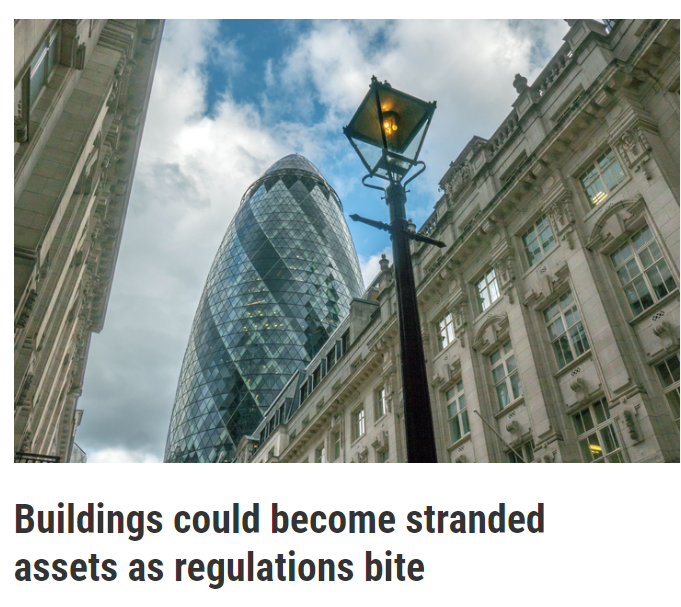 Buildings could become stranded
assets as regulations bite